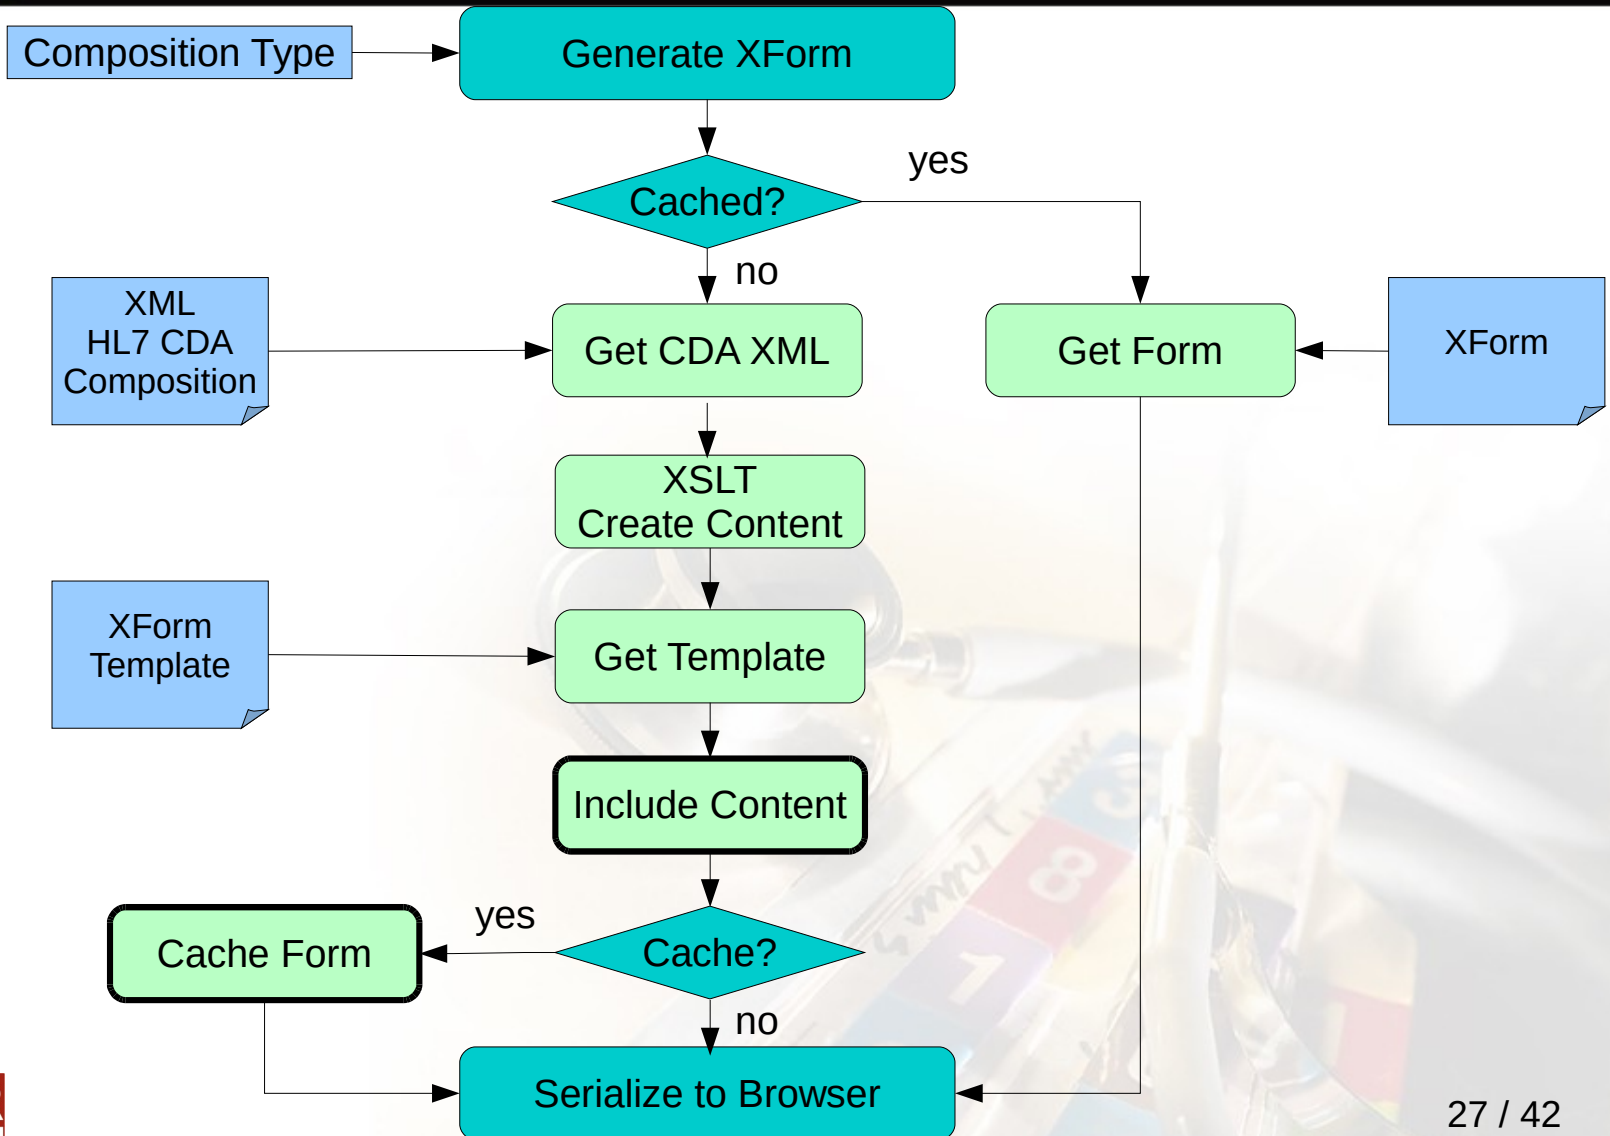 Composition Type
Generate XForm
yes
Cached?
no
XML
HL7 CDA
Composition
Get CDA XML
Get Form
XForm
XSLT
Create Content
XForm
Template
Get Template
Include Content
yes
Cache Form
Cache?
no
Serialize to Browser
27 / 42